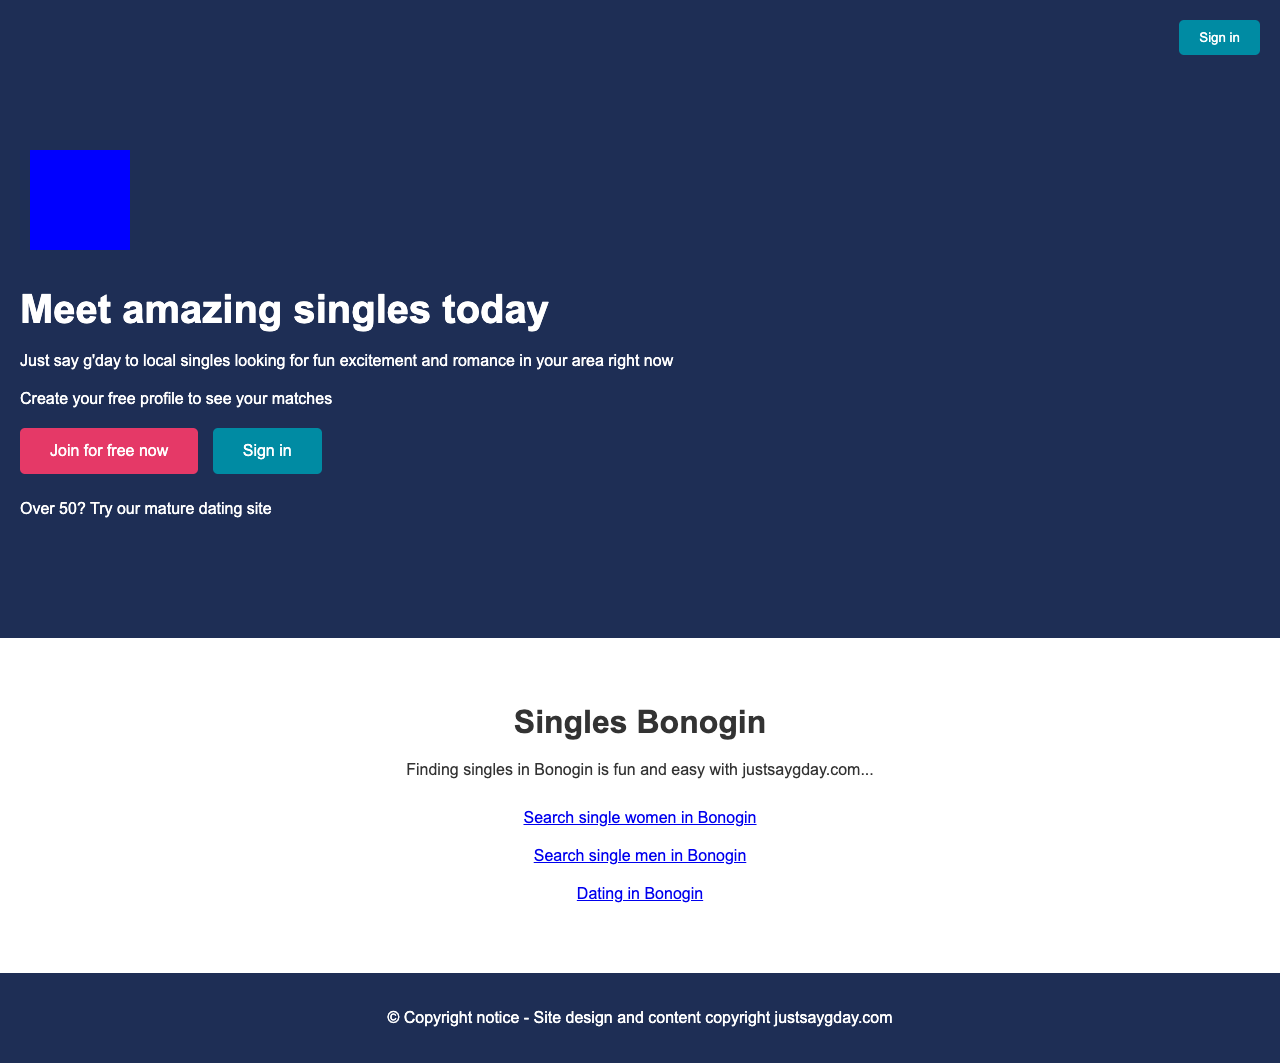 Sign in
Meet amazing singles today
Just say g'day to local singles looking for fun excitement and romance in your area right now
Create your free profile to see your matches
Join for free now
Sign in
Over 50? Try our mature dating site
Singles Bonogin
Finding singles in Bonogin is fun and easy with justsaygday.com...
Search single women in Bonogin
Search single men in Bonogin
Dating in Bonogin
© Copyright notice - Site design and content copyright justsaygday.com